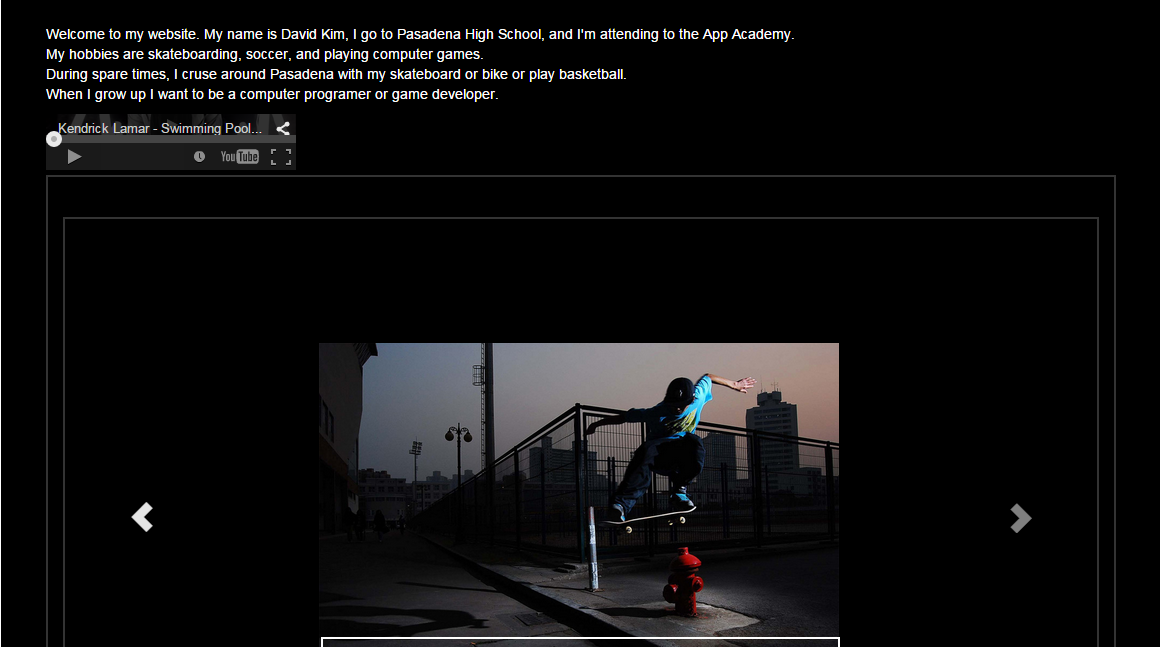 Welcome to my website. My name is David Kim, I go to Pasadena High School, and I'm attending to the App Academy.
My hobbies are skateboarding, soccer, and playing computer games.
During spare times, I cruse around Pasadena with my skateboard or bike or play basketball.
When I grow up I want to be a computer programer or game developer.
Kendrick Lamar - Swimming Pool...
YouTube